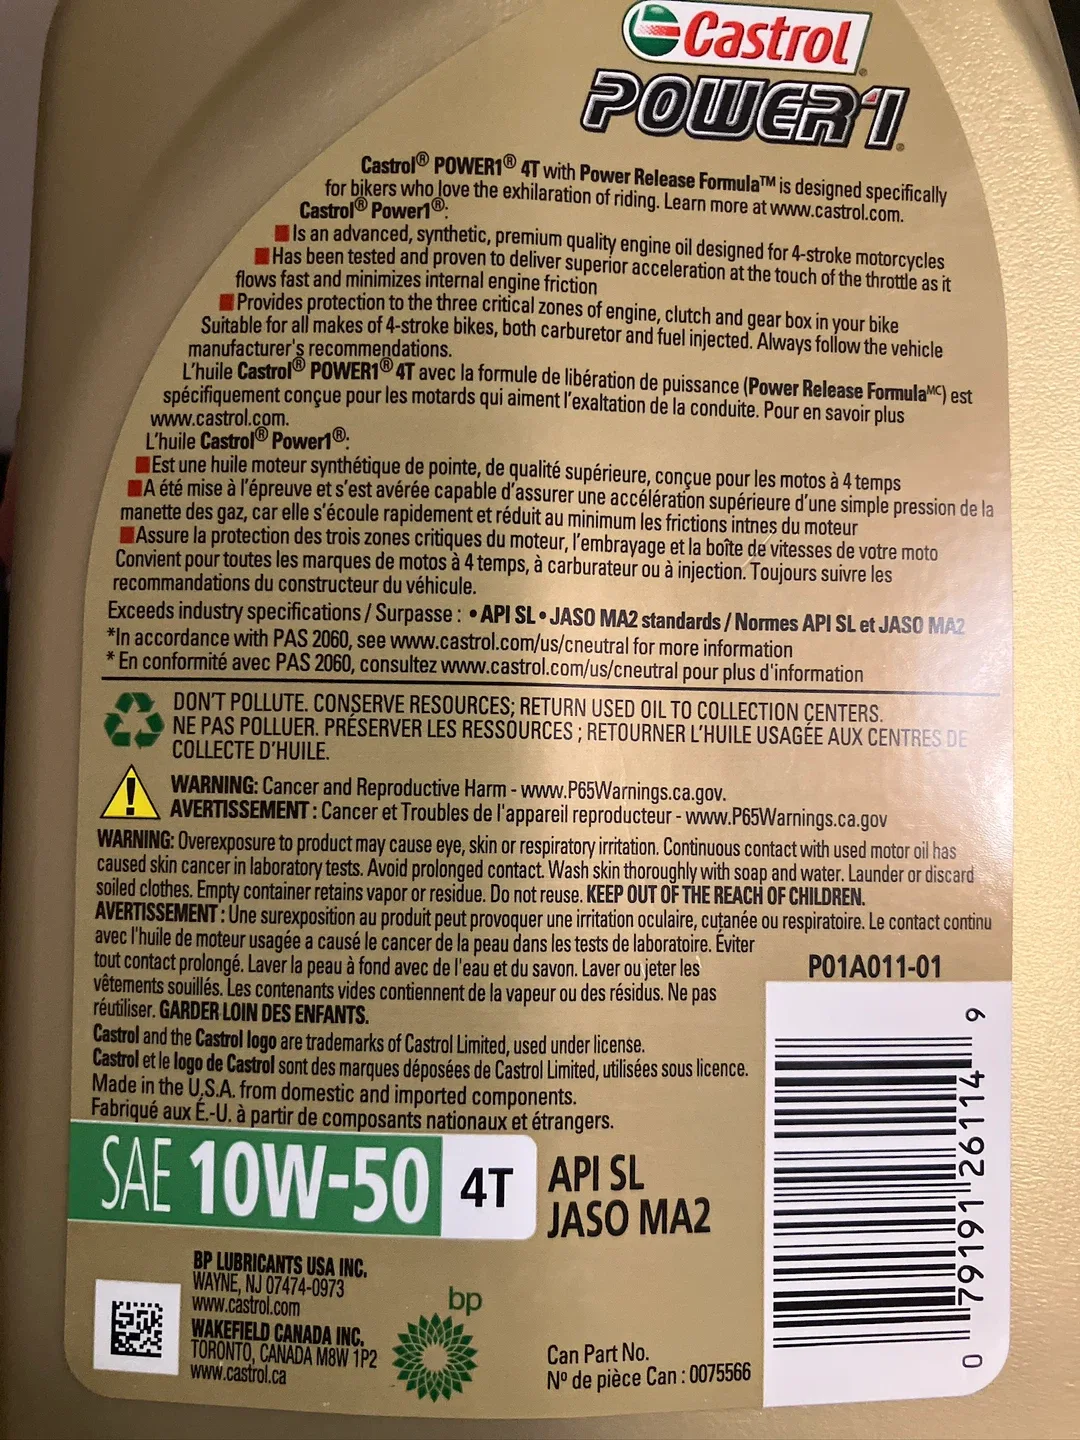 Castrol
POWER1
Castrol® POWER1® 4T with Power Release Formula™ is designed specifically
for bikers who love the exhilaration of riding. Learn more at www.castrol.com.
Castrol® Power1®:
Is an advanced, synthetic, premium quality engine oil designed for 4-stroke motorcycles
Has been tested and proven to deliver superior acceleration at the touch of the throttle as it
flows fast and minimizes internal engine friction
Provides protection to the three critical zones of engine, clutch and gear box in your bike
Suitable for all makes of 4-stroke bikes, both carburetor and fuel injected. Always follow the vehicle
manufacturer's recommendations.
L'huile Castrol® POWER1® 4T avec la formule de libération de puissance (Power Release FormulaMC) est
spécifiquement conçue pour les motards qui aiment l'exaltation de la conduite. Pour en savoir plus
www.castrol.com.
L'huile Castrol® Power1®:
Est une huile moteur synthétique de pointe, de qualité supérieure, conçue pour les motos à 4 temps
A été mise à l'épreuve et s'est avérée capable d'assurer une accélération supérieure d'une simple pression de la
manette des gaz, car elle s'écoule rapidement et réduit au minimum les frictions intnes du moteur
Assure la protection des trois zones critiques du moteur, l'embrayage et la boîte de vitesses de votre moto
Convient pour toutes les marques de motos à 4 temps, à carburateur ou à injection. Toujours suivre les
recommandations du constructeur du véhicule.
Exceeds industry specifications / Surpasse : • API SL • JASO MA2 standards / Normes API SL et JASO MA2
*In accordance with PAS 2060, see www.castrol.com/us/cneutral for more information
* En conformité avec PAS 2060, consultez www.castrol.com/us/cneutral pour plus d'information
DON'T POLLUTE. CONSERVE RESOURCES; RETURN USED OIL TO COLLECTION CENTERS.
NE PAS POLLUER. PRÉSERVER LES RESSOURCES ; RETOURNER L'HUILE USAGÉE AUX CENTRES DE
COLLECTE D'HUILE.
WARNING: Cancer and Reproductive Harm - www.P65Warnings.ca.gov.
AVERTISSEMENT : Cancer et Troubles de l'appareil reproducteur - www.P65Warnings.ca.gov
WARNING: Overexposure to product may cause eye, skin or respiratory irritation. Continuous contact with used motor oil has
caused skin cancer in laboratory tests. Avoid prolonged contact. Wash skin thoroughly with soap and water. Launder or discard
soiled clothes. Empty container retains vapor or residue. Do not reuse. KEEP OUT OF THE REACH OF CHILDREN.
AVERTISSEMENT : Une surexposition au produit peut provoquer une irritation oculaire, cutanée ou respiratoire. Le contact continu
avec l'huile de moteur usagée a causé le cancer de la peau dans les tests de laboratoire. Éviter
tout contact prolongé. Laver la peau à fond avec de l'eau et du savon. Laver ou jeter les
vêtements souillés. Les contenants vides contiennent de la vapeur ou des résidus. Ne pas
réutiliser. GARDER LOIN DES ENFANTS.
P01A011-01
Castrol and the Castrol logo are trademarks of Castrol Limited, used under license.
Castrol et le logo de Castrol sont des marques déposées de Castrol Limited, utilisées sous licence.
Made in the U.S.A. from domestic and imported components.
Fabriqué aux É.-U. à partir de composants nationaux et étrangers.
SAE 10W-50 4T
API SL
JASO MA2
BP LUBRICANTS USA INC.
WAYNE, NJ 07474-0973
www.castrol.com
WAKEFIELD CANADA INC.
TORONTO, CANADA M8W 1P2
www.castrol.ca
bp
Can Part No.
Nº de pièce Can : 0075566
0 79191 26114 9